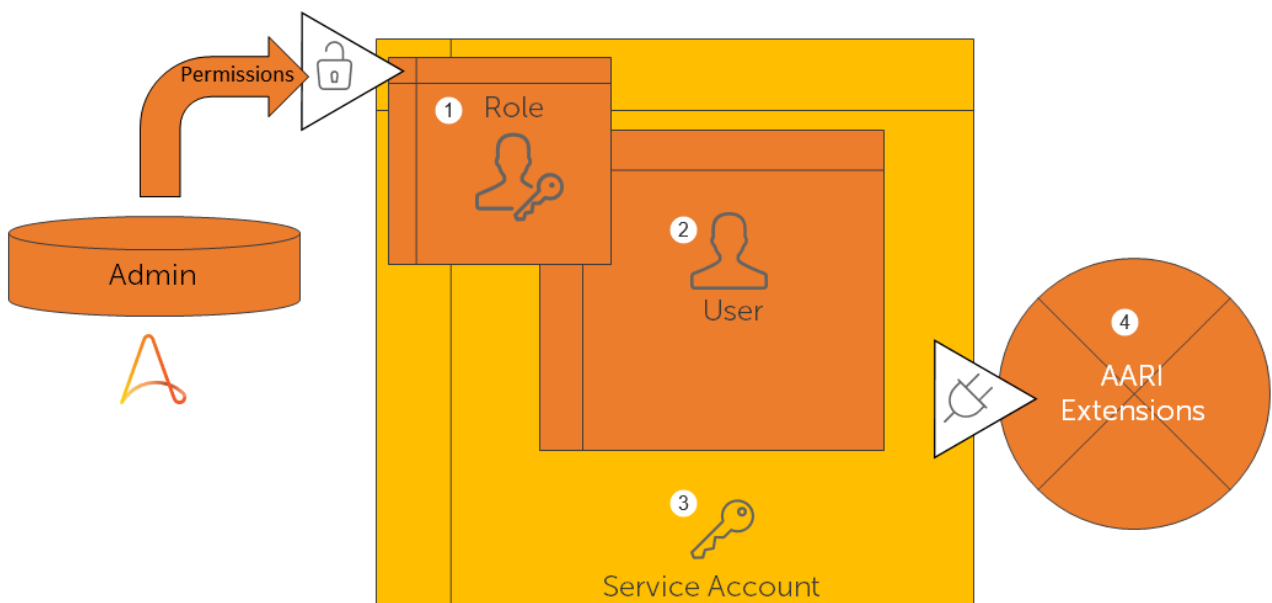 Permissions
1 Role
Admin
2
User
4
AARI
Extensions
3
Service Account